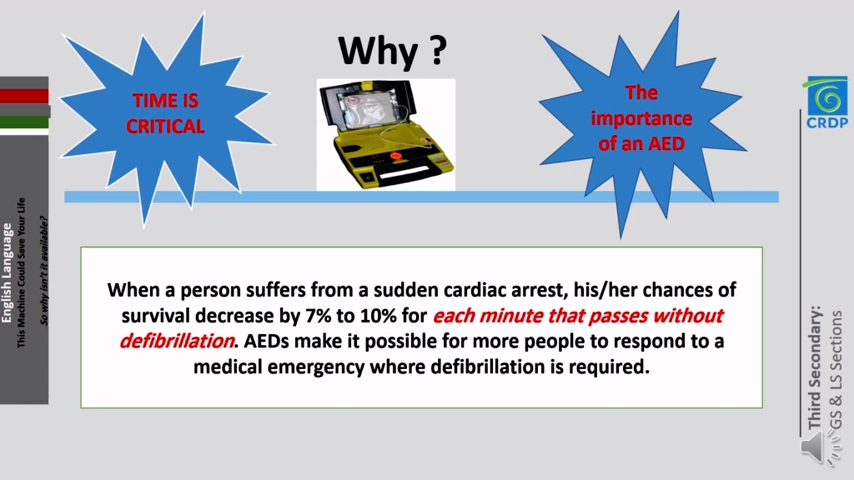 Why ?
TIME IS
CRITICAL
The
importance
of an AED
CRDP
English Language
This Machine Could Save Your Life
So why isn't it available?
When a person suffers from a sudden cardiac arrest, his/her chances of
survival decrease by 7% to 10% for each minute that passes without
defibrillation. AEDs make it possible for more people to respond to a
medical emergency where defibrillation is required.
Third Secondary:
GS & LS Sections